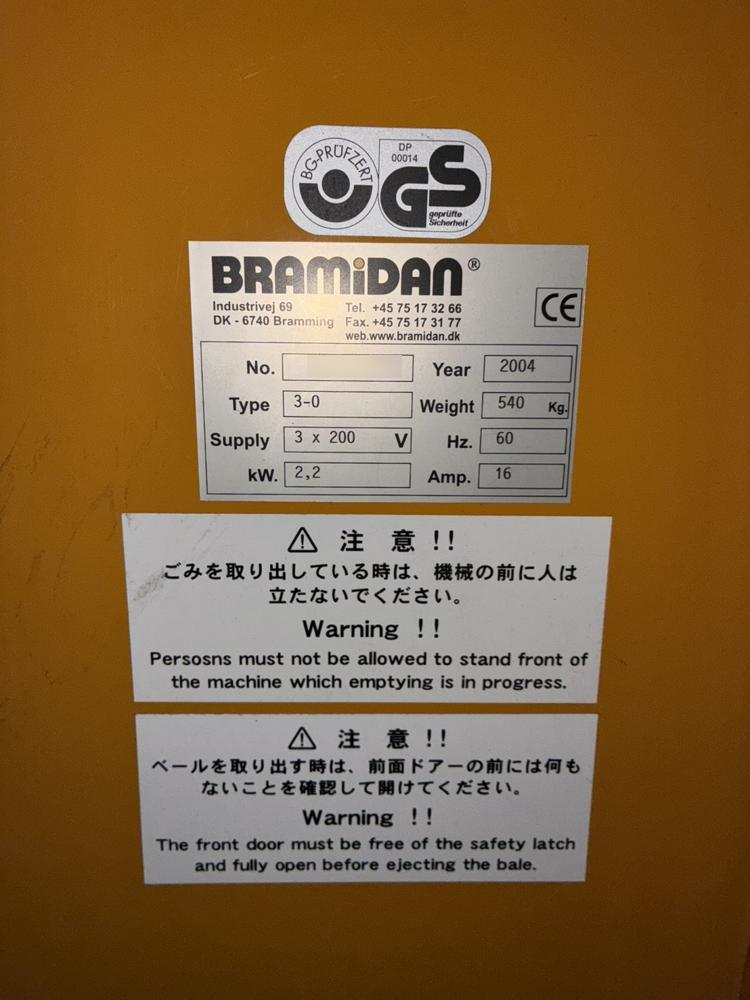 BG-PRÜFZERT
DP
00014
GS
geprüfte
Sicherheit
BRAMiDAN®
Industrivej 69 Tel. +45 75 17 32 66
DK - 6740 Bramming Fax. +45 75 17 31 77
web.www.bramidan.dk
CE
No. Year 2004
Type 3-0 Weight 540 Kg.
Supply 3 x 200 V Hz. 60
kW. 2,2 Amp. 16
⚠ 注 意 !!
ごみを取り出している時は、機械の前に人は
立たないでください。
Warning !!
Persosns must not be allowed to stand front of
the machine which emptying is in progress.
⚠ 注 意 !!
ベールを取り出す時は、前面ドアーの前には何も
ないことを確認して開けてください。
Warning !!
The front door must be free of the safety latch
and fully open before ejecting the bale.